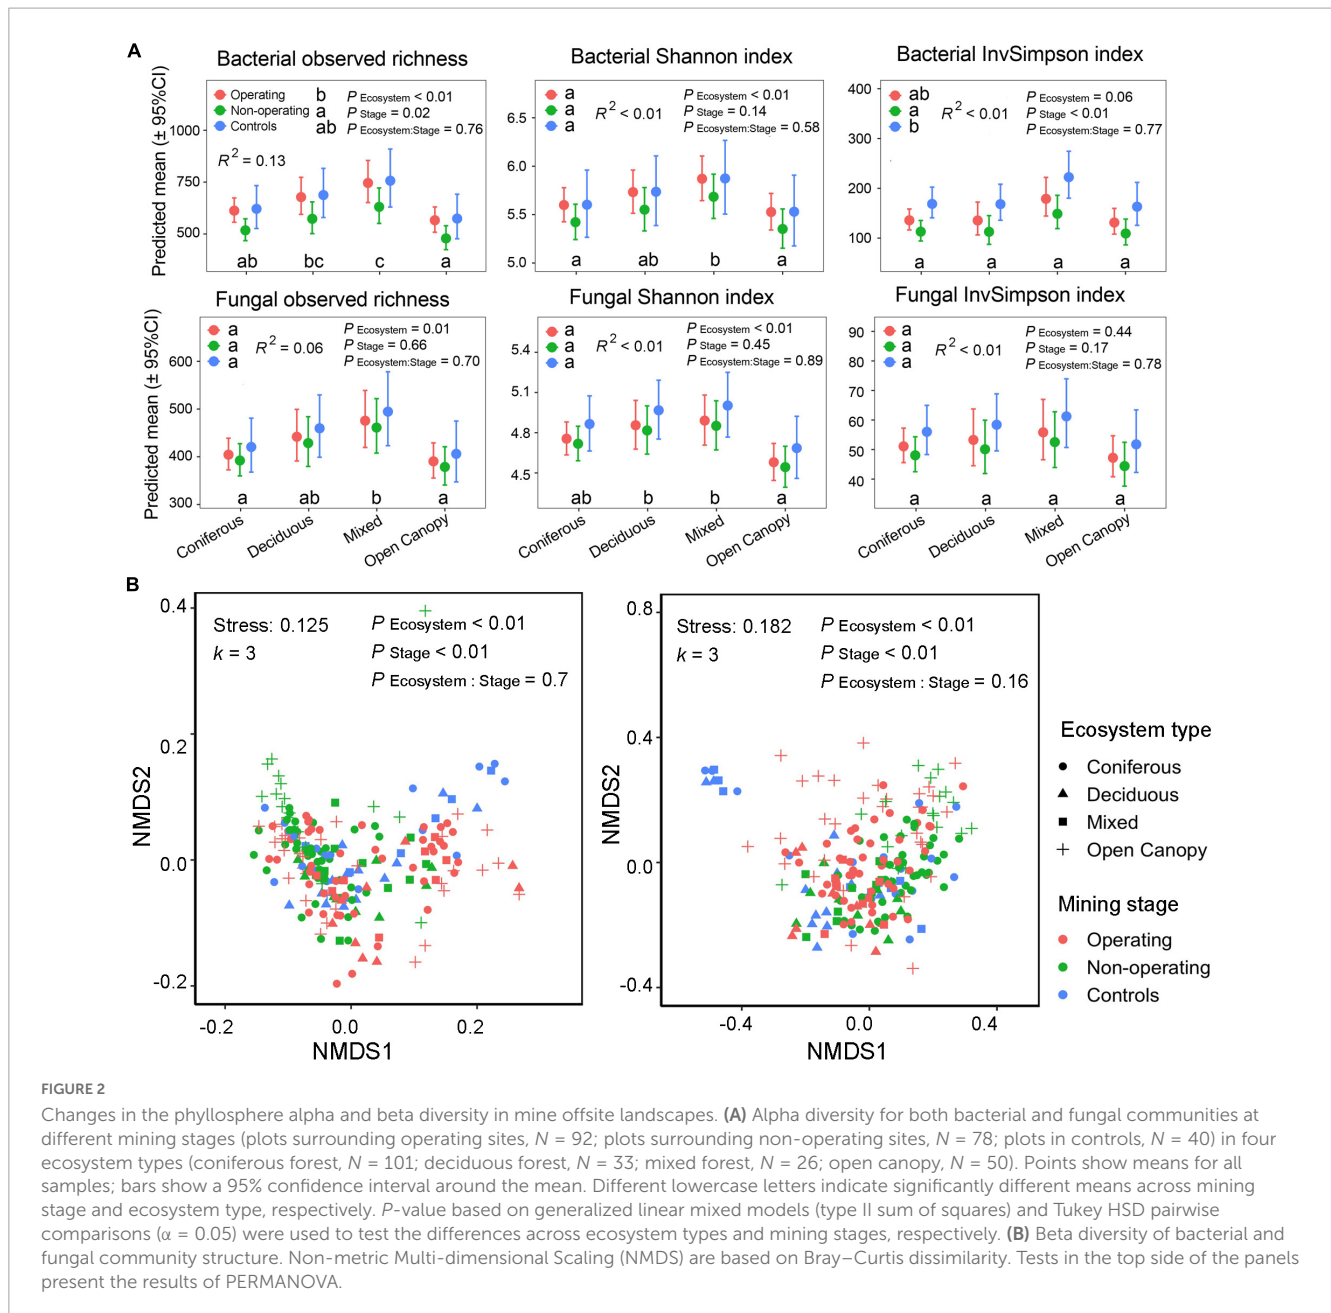 A
Bacterial observed richness
Bacterial Shannon index
Bacterial InvSimpson index
Predicted mean (± 95%CI)
Operating b P Ecosystem < 0.01
Non-operating a P Stage = 0.02
Controls ab P Ecosystem:Stage = 0.76
R2 = 0.13
1000
750
500
ab bc c a
a P Ecosystem < 0.01
a R2 < 0.01 P Stage = 0.14
a P Ecosystem:Stage = 0.58
6.5
6.0
5.5
5.0
a ab b a
ab P Ecosystem = 0.06
a R2 < 0.01 P Stage < 0.01
b P Ecosystem:Stage = 0.77
400
300
200
100
a a a a
Fungal observed richness
Fungal Shannon index
Fungal InvSimpson index
Predicted mean (± 95%CI)
a P Ecosystem = 0.01
a R2 = 0.06 P Stage = 0.66
a P Ecosystem:Stage = 0.70
600
500
400
300
a ab b a
Coniferous Deciduous Mixed Open Canopy
a P Ecosystem < 0.01
a R2 < 0.01 P Stage = 0.45
a P Ecosystem:Stage = 0.89
5.4
5.1
4.8
4.5
ab b b a
Coniferous Deciduous Mixed Open Canopy
a P Ecosystem = 0.44
a R2 < 0.01 P Stage = 0.17
a P Ecosystem:Stage = 0.78
90
80
70
60
50
40
a a a a
Coniferous Deciduous Mixed Open Canopy
B
Stress: 0.125 P Ecosystem < 0.01
k = 3 P Stage < 0.01
P Ecosystem : Stage = 0.7
NMDS2
0.4
0.2
0.0
-0.2
-0.2 0.0 0.2
NMDS1
Stress: 0.182 P Ecosystem < 0.01
k = 3 P Stage < 0.01
P Ecosystem : Stage = 0.16
NMDS2
0.8
0.4
0.0
-0.4
-0.4 0.0 0.4
NMDS1
Ecosystem type
Coniferous
Deciduous
Mixed
Open Canopy
Mining stage
Operating
Non-operating
Controls
FIGURE 2
Changes in the phyllosphere alpha and beta diversity in mine offsite landscapes. (A) Alpha diversity for both bacterial and fungal communities at
different mining stages (plots surrounding operating sites, N = 92; plots surrounding non-operating sites, N = 78; plots in controls, N = 40) in four
ecosystem types (coniferous forest, N = 101; deciduous forest, N = 33; mixed forest, N = 26; open canopy, N = 50). Points show means for all
samples; bars show a 95% confidence interval around the mean. Different lowercase letters indicate significantly different means across mining
stage and ecosystem type, respectively. P-value based on generalized linear mixed models (type II sum of squares) and Tukey HSD pairwise
comparisons (α = 0.05) were used to test the differences across ecosystem types and mining stages, respectively. (B) Beta diversity of bacterial and
fungal community structure. Non-metric Multi-dimensional Scaling (NMDS) are based on Bray–Curtis dissimilarity. Tests in the top side of the panels
present the results of PERMANOVA.